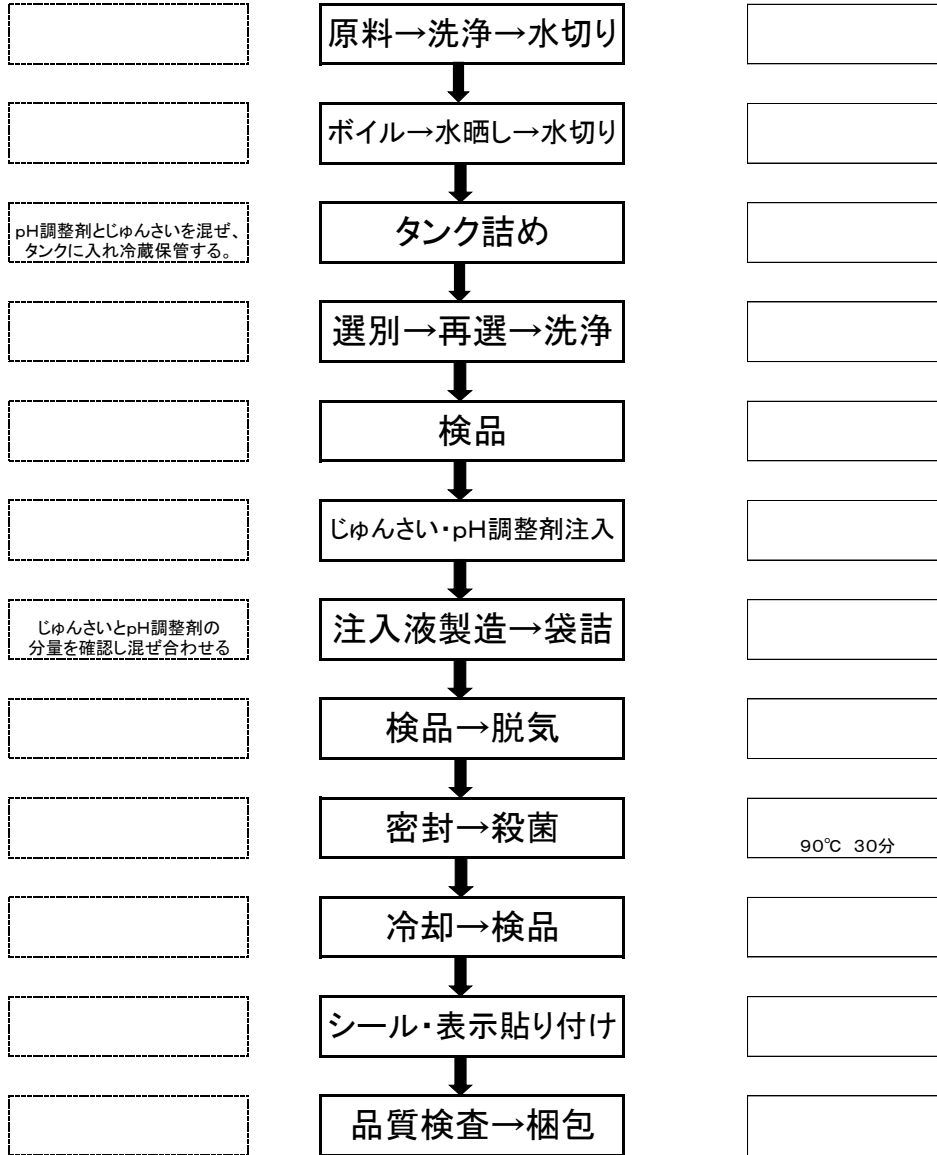 原料→洗浄→水切り
ボイル→水晒し→水切り
pH調整剤とじゅんさいを混ぜ、
タンクに入れ冷蔵保管する。
タンク詰め
選別→再選→洗浄
検品
じゅんさい・pH調整剤注入
じゅんさいとpH調整剤の
分量を確認し混ぜ合わせる
注入液製造→袋詰
検品→脱気
密封→殺菌
90℃ 30分
冷却→検品
シール・表示貼り付け
品質検査→梱包